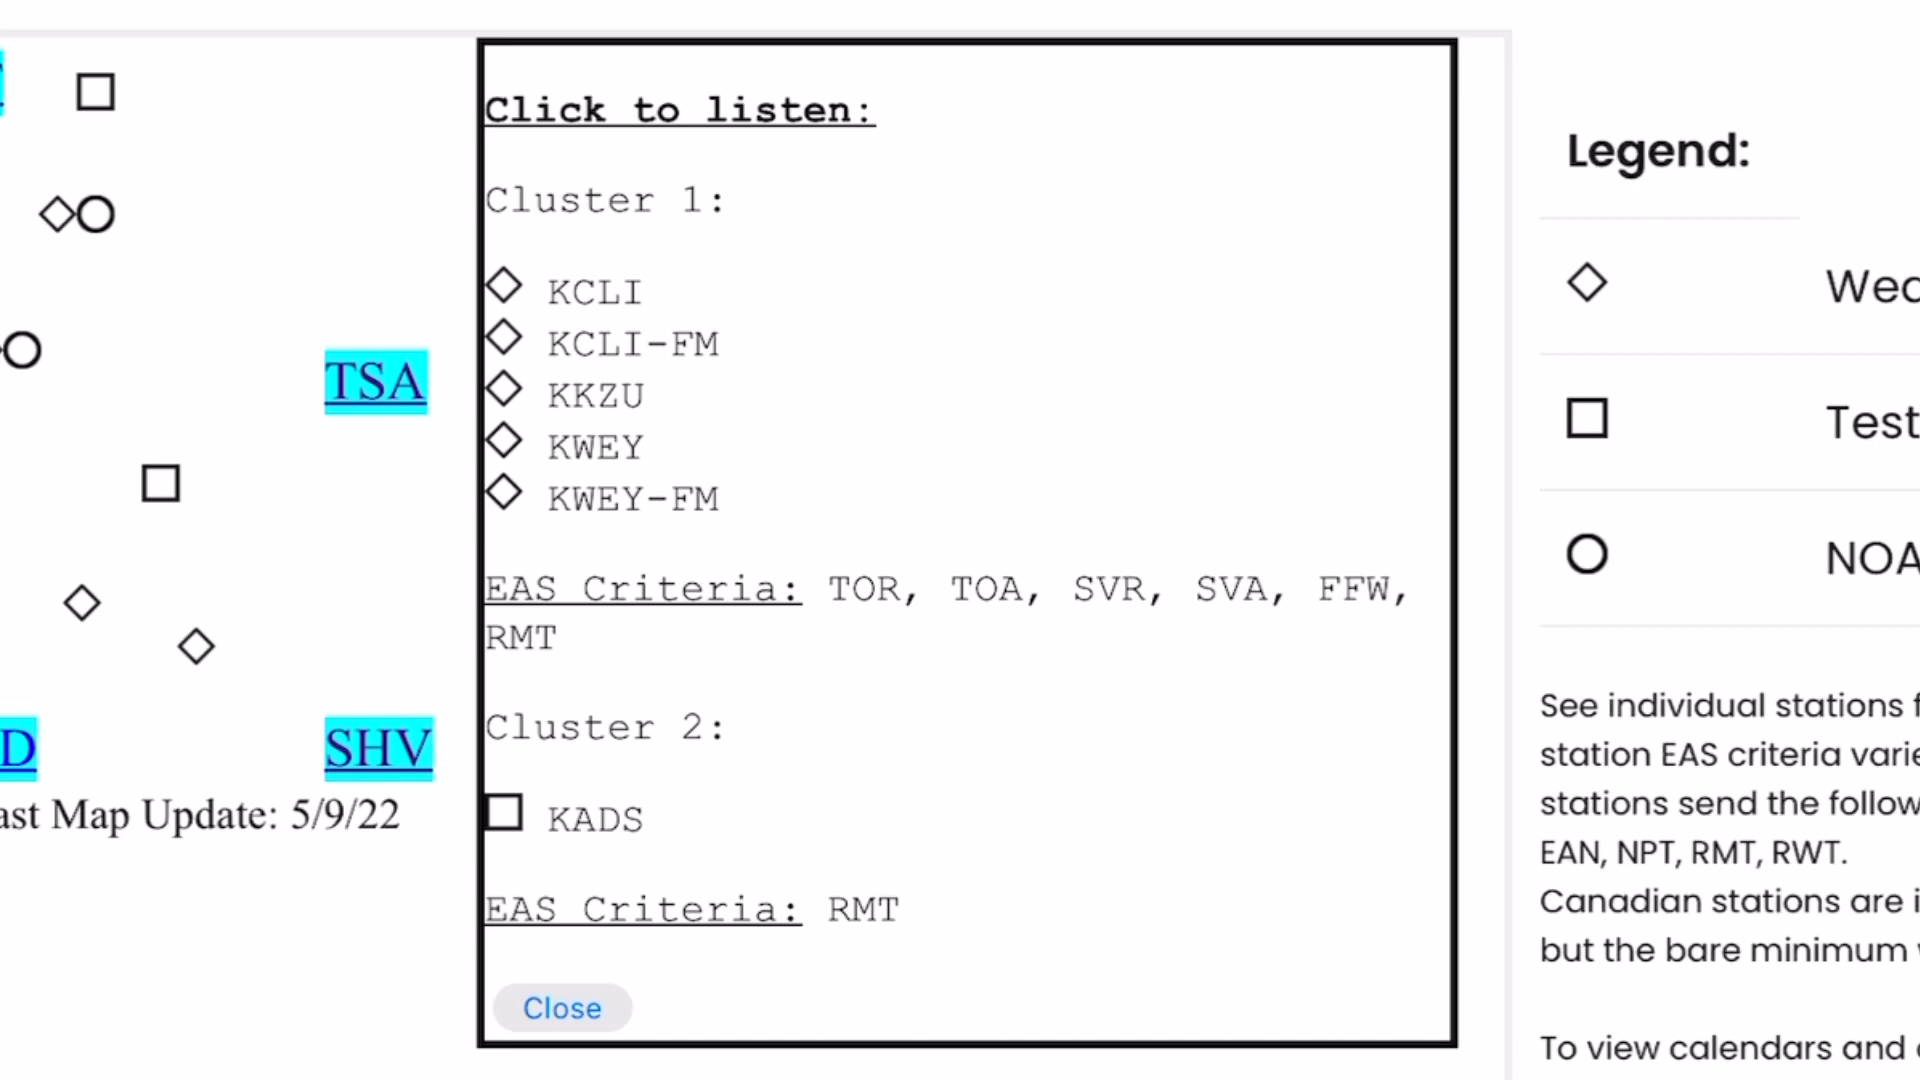 Click to listen:
Cluster 1:
KCLI
KCLI-FM
KKZU
KWEY
KWEY-FM
EAS Criteria: TOR, TOA, SVR, SVA, FFW,
RMT
Cluster 2:
KADS
EAS Criteria: RMT
Close
TSA
SHV
Map Update: 5/9/22
Legend:
Test
See individual stations
station EAS criteria
stations send the
EAN, NPT, RMT, RWT.
Canadian stations are
but the bare minimum
To view calendars and